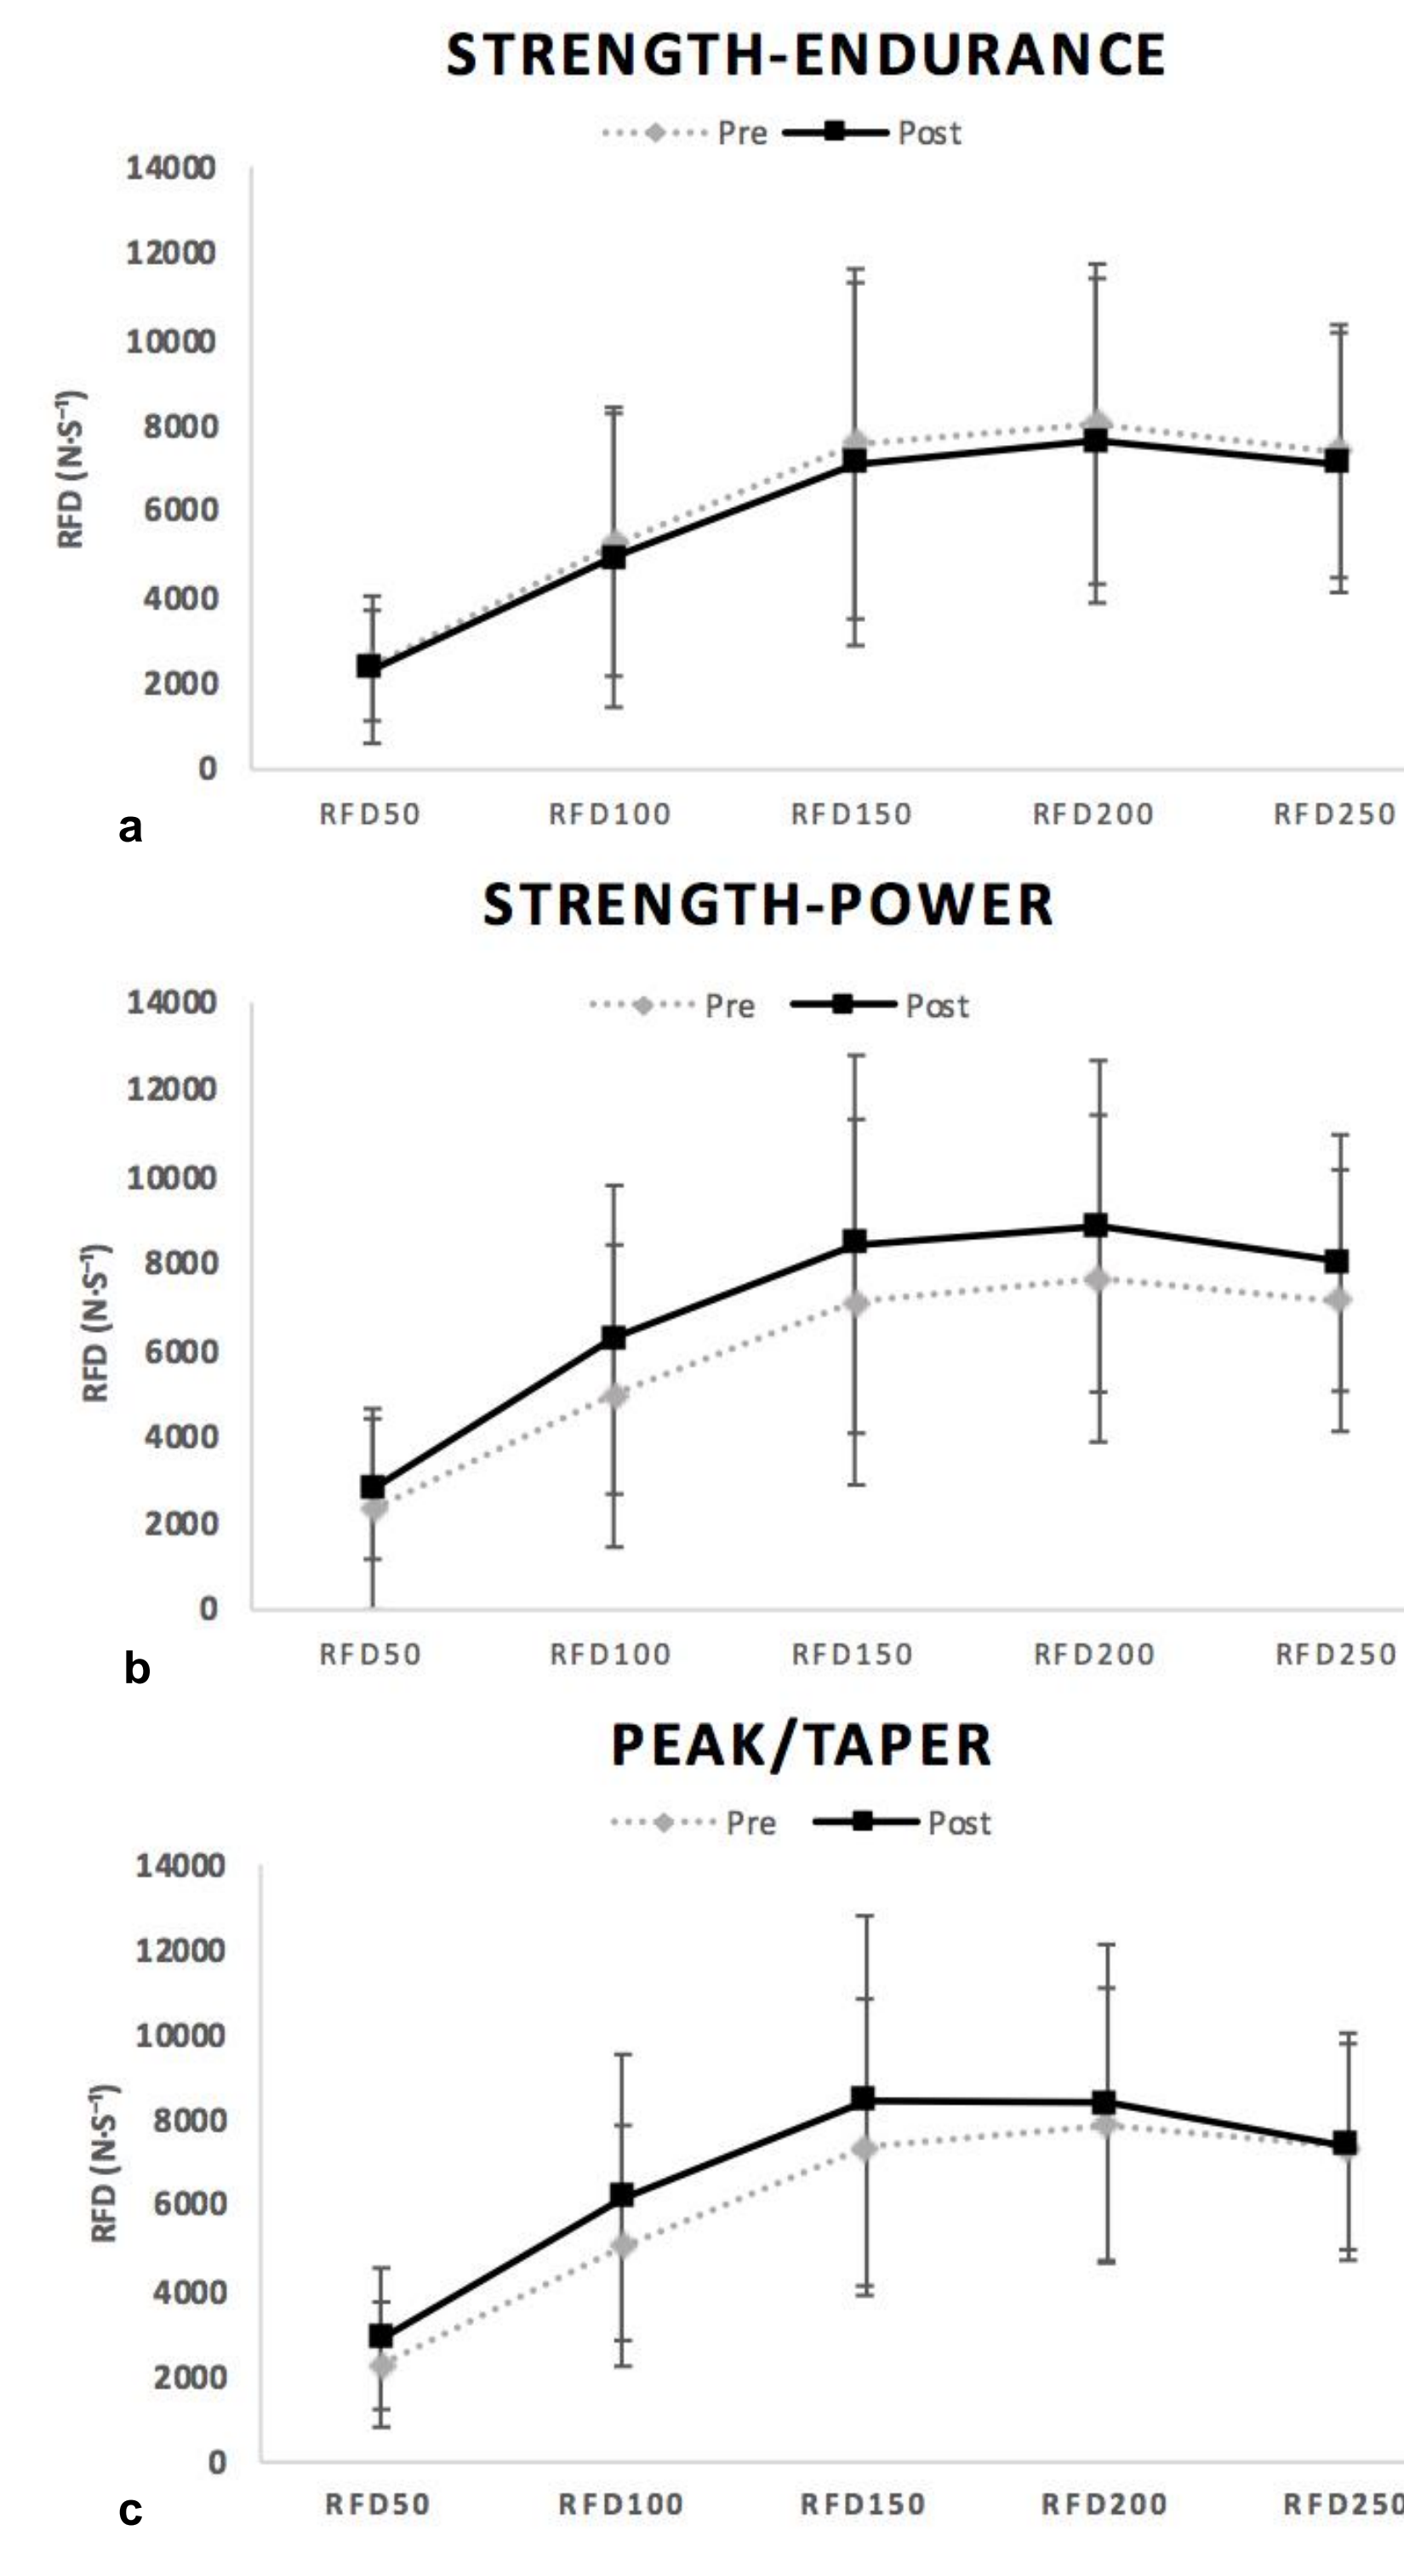 STRENGTH-ENDURANCE
Pre Post
14000
12000
10000
8000
6000
4000
2000
0
RFD (N·S⁻¹)
RFD50 RFD100 RFD150 RFD200 RFD250
a
STRENGTH-POWER
Pre Post
14000
12000
10000
8000
6000
4000
2000
0
RFD (N·S⁻¹)
RFD50 RFD100 RFD150 RFD200 RFD250
b
PEAK/TAPER
Pre Post
14000
12000
10000
8000
6000
4000
2000
0
RFD (N·S⁻¹)
RFD50 RFD100 RFD150 RFD200 RFD250
c